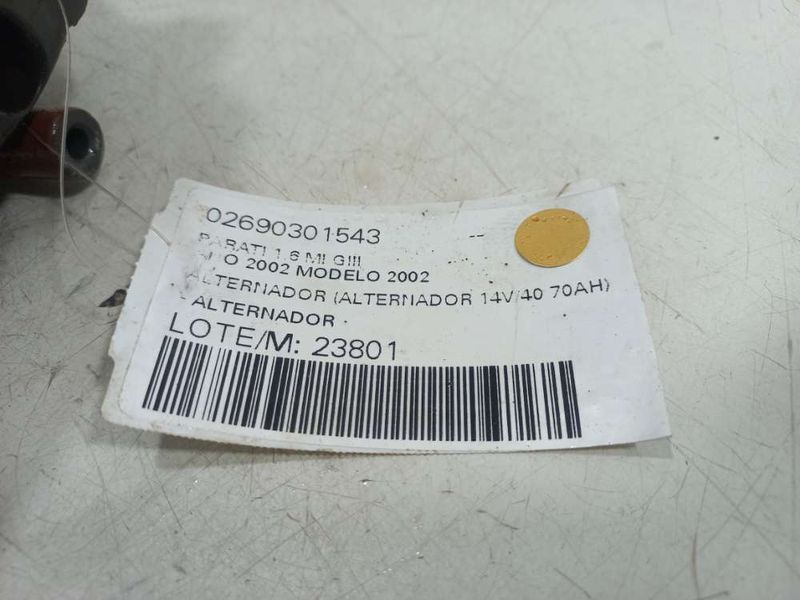 02690301543 --
PARATI 1.6 MI GIII
2002 MODELO 2002
ALTERNADOR (ALTERNADOR 14V/40 70AH)
- ALTERNADOR -
LOTE/M: 23801